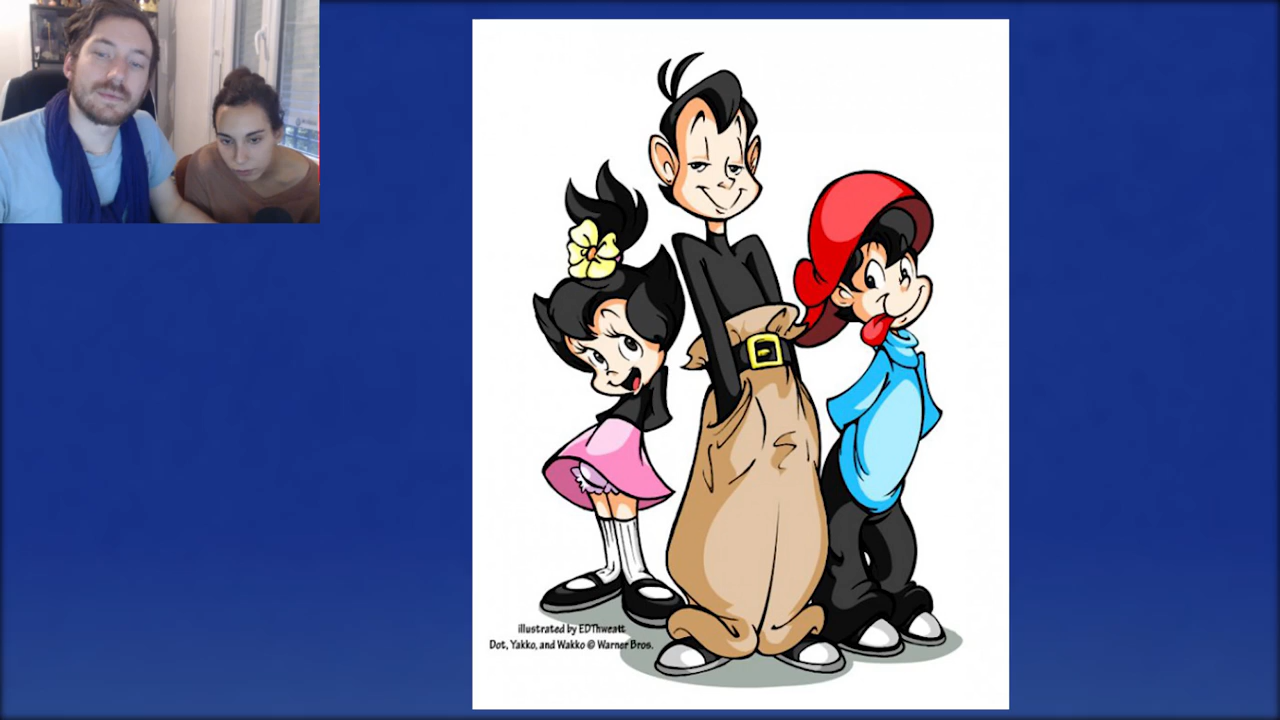 illustrated by EDThweatt
Dot, Yakko, and Wakko © Warner Bros.